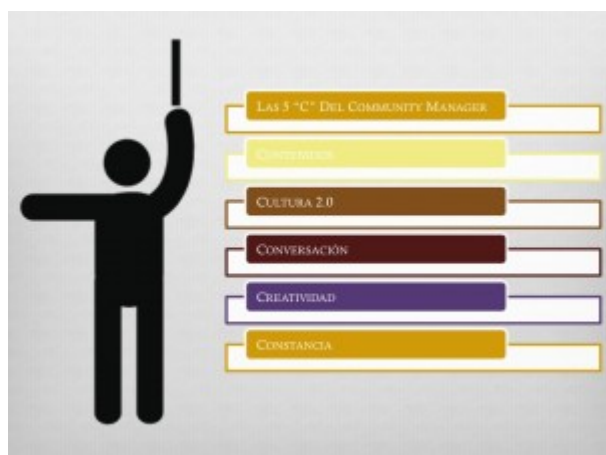 Las 5 "C" Del Community Manager
Contenidos
Cultura 2.0
Conversación
Creatividad
Constancia